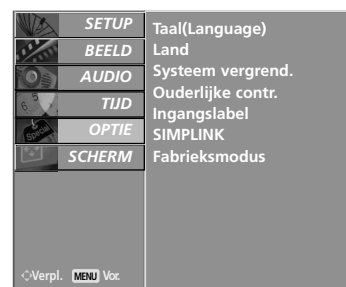 SETUP
BEELD
AUDIO
TIJD
OPTIE
SCHERM
Taal(Language)
Land
Systeem vergrend.
Ouderlijke contr.
Ingangslabel
SIMPLINK
Fabrieksmodus
Verpl. MENU Vor.